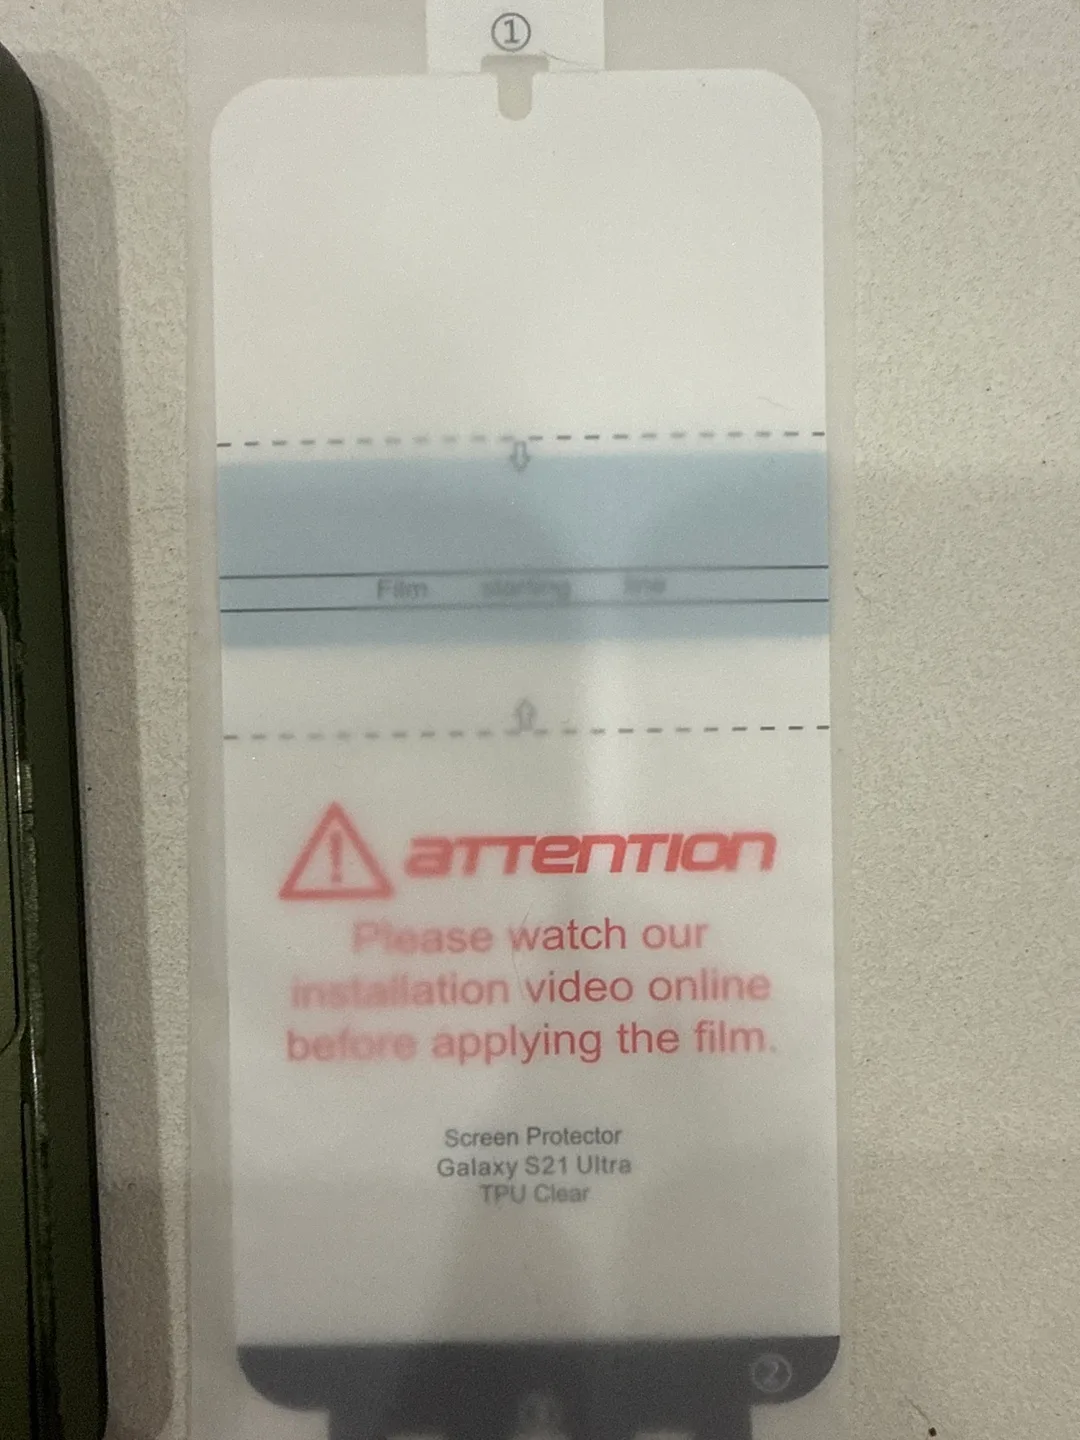 ①
Film starting line
ATTENTION
Please watch our
installation video online
before applying the film.
Screen Protector
Galaxy S21 Ultra
TPU Clear
②